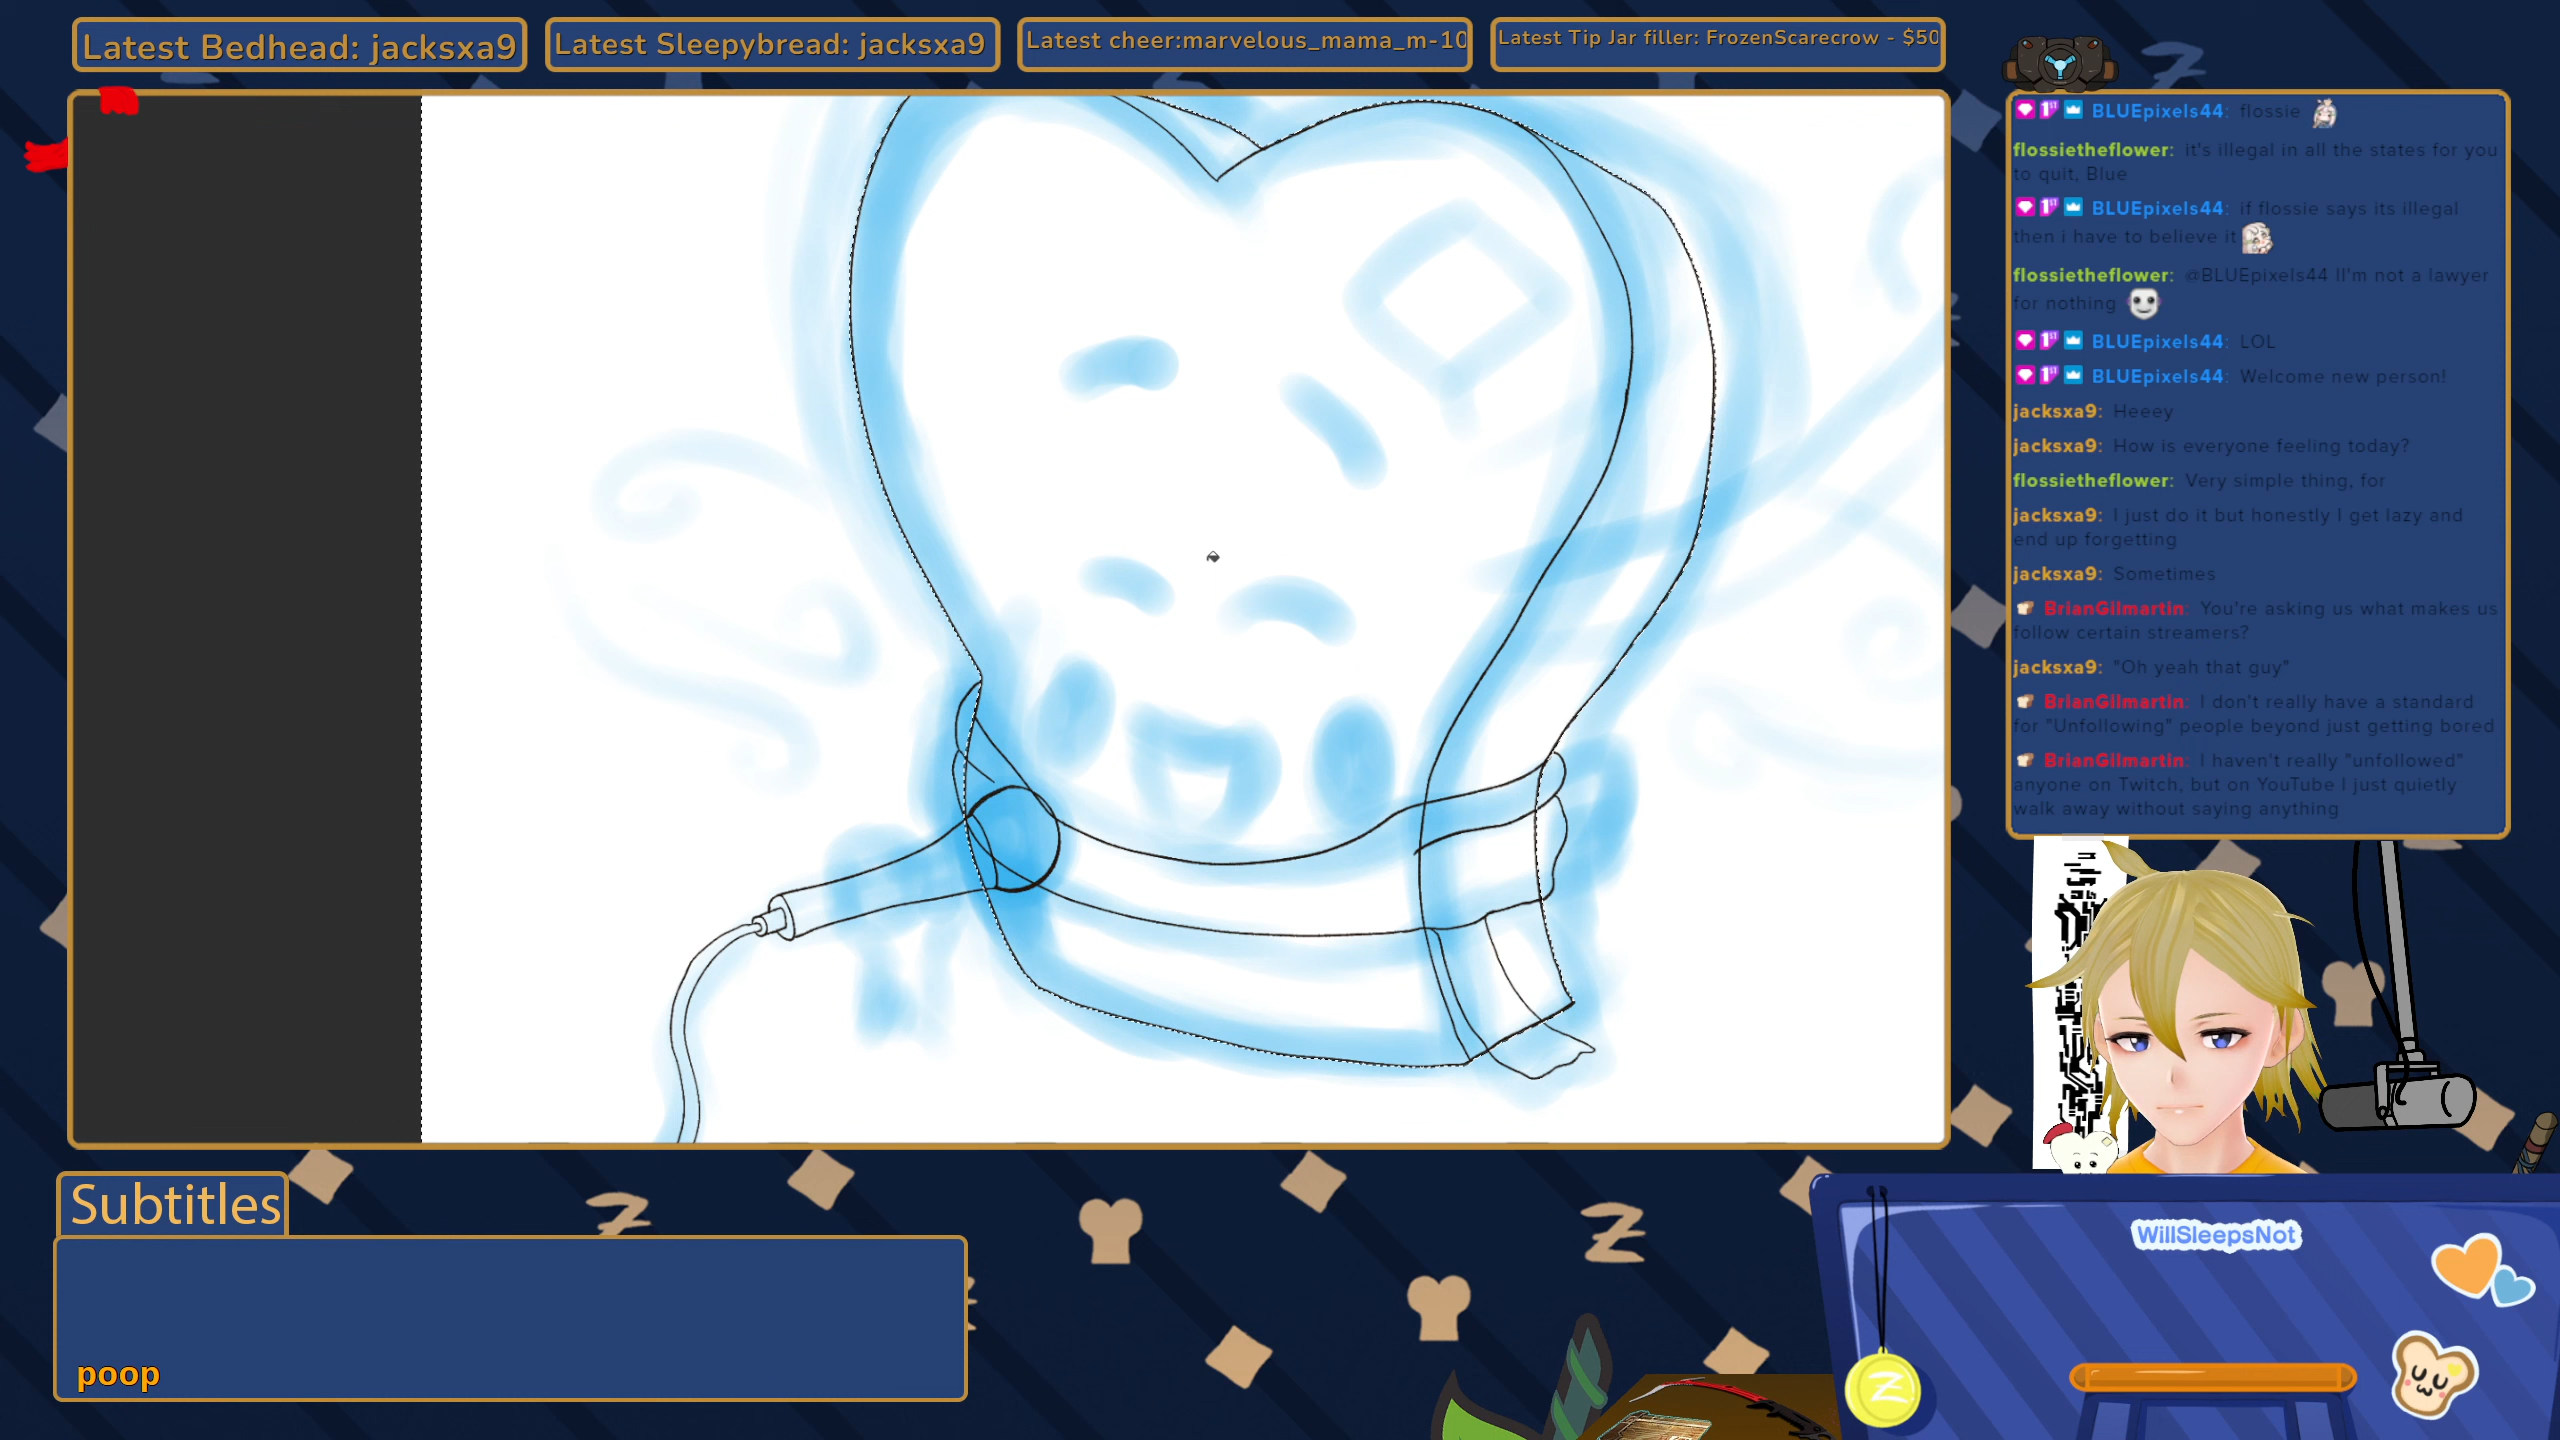 Latest Bedhead: jacksxa9
Latest Sleepybread: jacksxa9
Latest cheer:marvelous_mama_m-10
Latest Tip Jar filler: FrozenScarecrow - $50
BLUEpixels44: flossie
flossietheflower: it's illegal in all the states for you
to quit, Blue
BLUEpixels44: if flossie says its illegal
then i have to believe it
flossietheflower: @BLUEpixels44 II'm not a lawyer
for nothing
BLUEpixels44: LOL
BLUEpixels44: Welcome new person!
jacksxa9: Heeey
jacksxa9: How is everyone feeling today?
flossietheflower: Very simple thing, for
jacksxa9: I just do it but honestly I get lazy and
end up forgetting
jacksxa9: Sometimes
BrianGilmartin: You're asking us what makes us
follow certain streamers?
jacksxa9: "Oh yeah that guy"
BrianGilmartin: I don't really have a standard
for "Unfollowing" people beyond just getting bored
BrianGilmartin: I haven't really "unfollowed"
anyone on Twitch, but on YouTube I just quietly
walk away without saying anything
Subtitles
poop
WillSleepsNot
Z